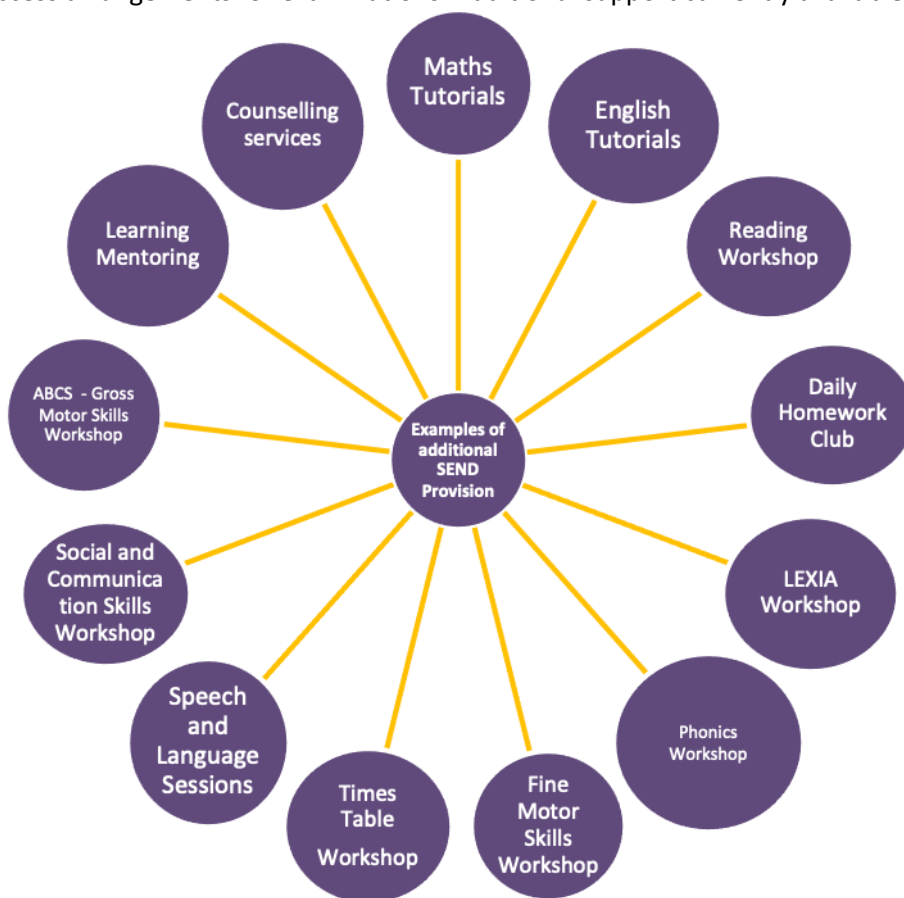 Maths
Tutorials
English
Tutorials
Reading
Workshop
Daily
Homework
Club
LEXIA
Workshop
Phonics
Workshop
Fine
Motor
Skills
Workshop
Times
Table
Workshop
Speech
and
Language
Sessions
Social and
Communica
tion Skills
Workshop
ABCS - Gross
Motor Skills
Workshop
Learning
Mentoring
Counselling
services
Examples of
additional
SEND
Provision